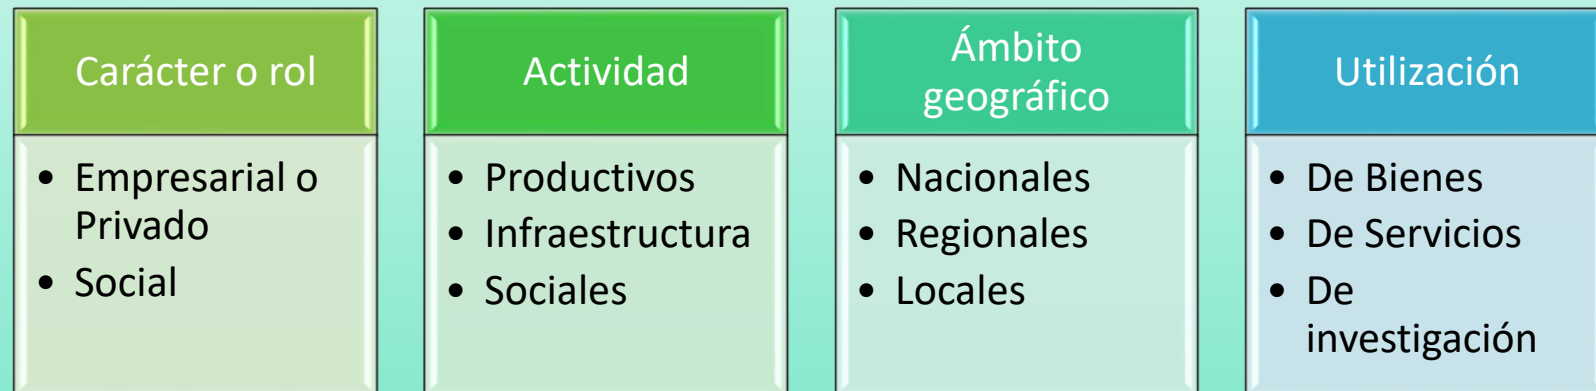 Carácter o rol
• Empresarial o
Privado
• Social
Actividad
• Productivos
• Infraestructura
• Sociales
Ámbito
geográfico
• Nacionales
• Regionales
• Locales
Utilización
• De Bienes
• De Servicios
• De
investigación